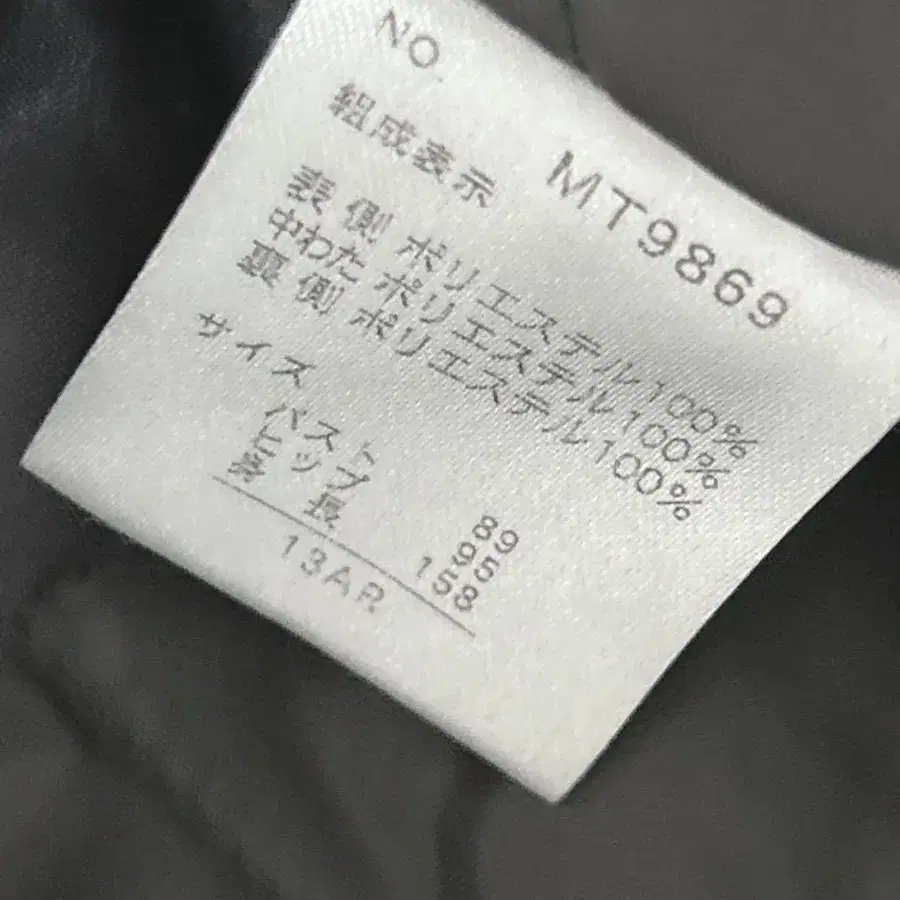 NO. MT9869
組成表示
表側 ポリエステル100%
中わた ポリエステル100%
裏側 ポリエステル100%
サイズ
バスト 89
ヒップ 95
身長 158
13AR